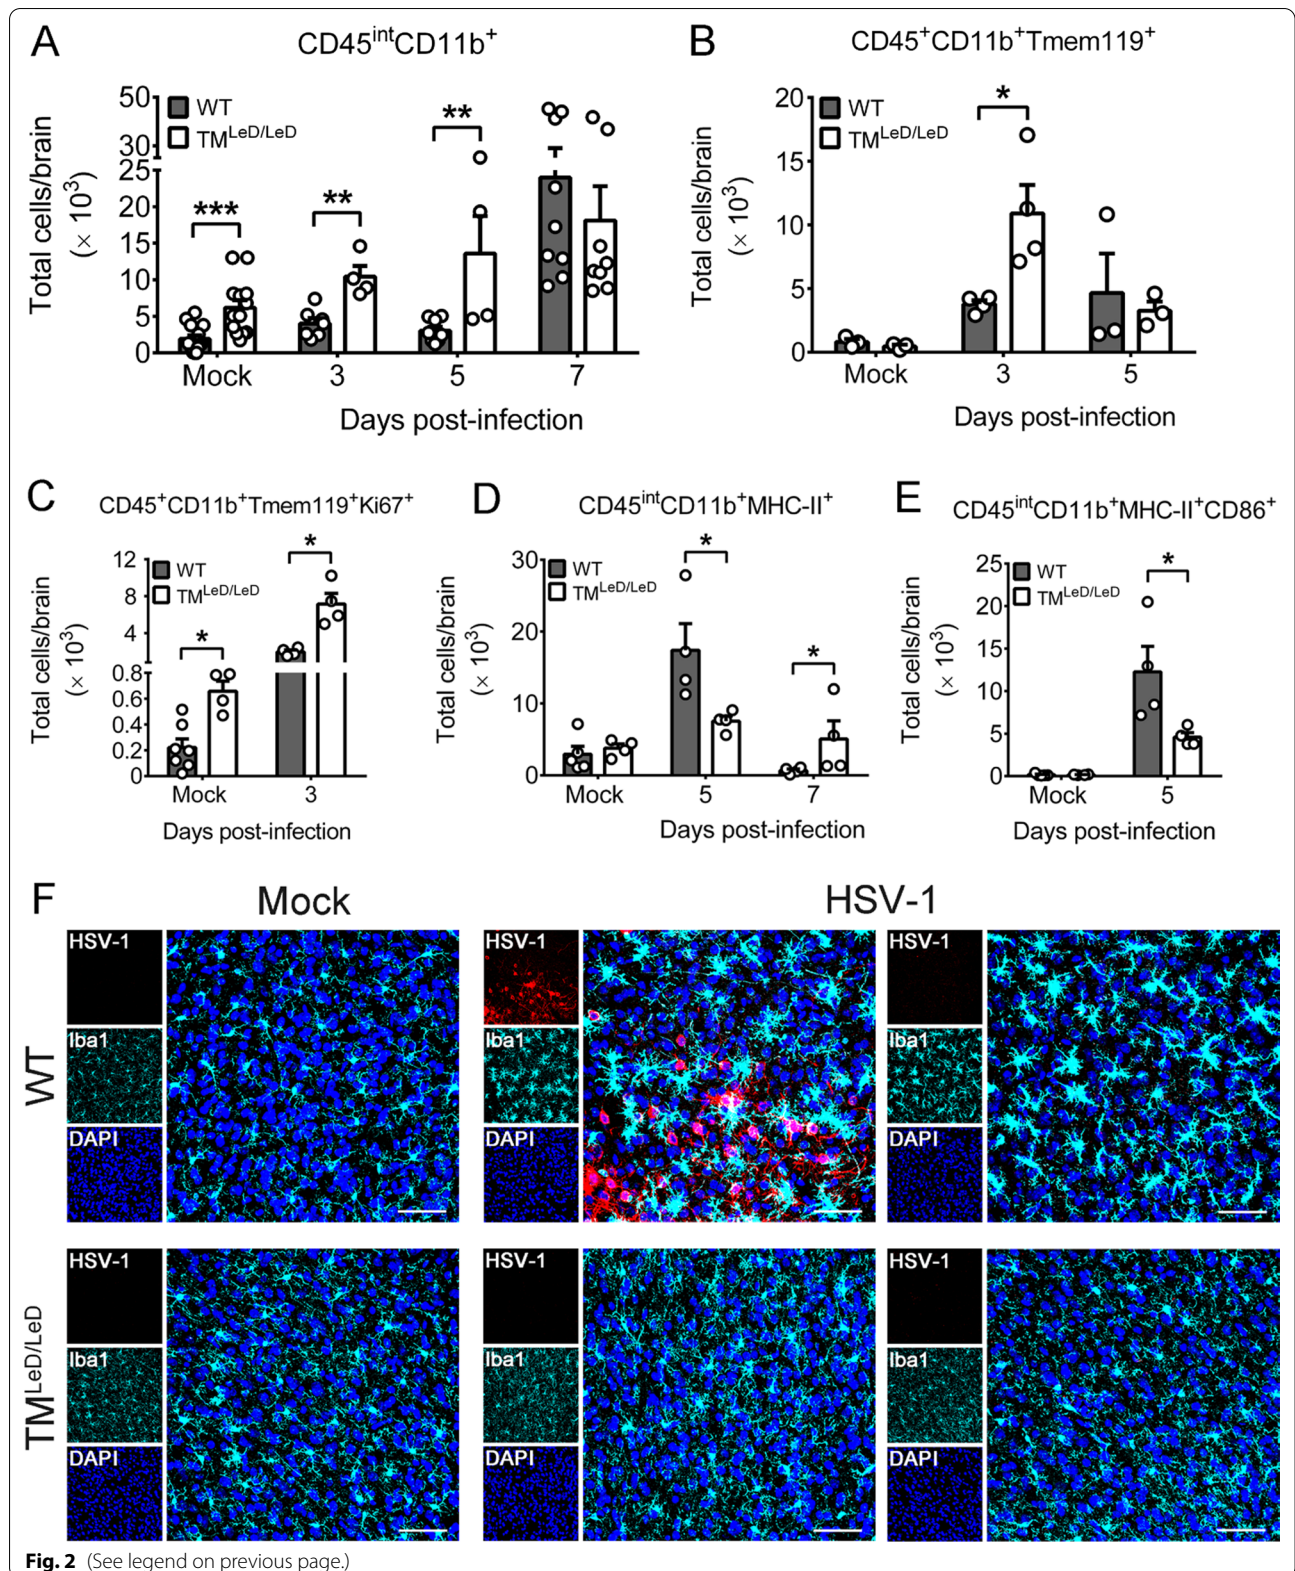 A
CD45intCD11b+
Total cells/brain
(× 10³)
50
30
25
20
15
10
5
0
WT
TMLeD/LeD
***
**
**
Mock 3 5 7
Days post-infection
B
CD45+CD11b+Tmem119+
Total cells/brain
(× 10³)
20
15
10
5
0
WT
TMLeD/LeD
*
Mock 3 5
Days post-infection
C
CD45+CD11b+Tmem119+Ki67+
Total cells/brain
(× 10³)
12
8
4
0.8
0.6
0.4
0.2
0
WT
TMLeD/LeD
*
*
Mock 3
Days post-infection
D
CD45intCD11b+MHC-II+
Total cells/brain
(× 10³)
30
20
10
0
WT
TMLeD/LeD
*
*
Mock 5 7
Days post-infection
E
CD45intCD11b+MHC-II+CD86+
Total cells/brain
(× 10³)
25
20
15
10
5
0
WT
TMLeD/LeD
*
Mock 5
Days post-infection
F
Mock HSV-1
WT
HSV-1 HSV-1 HSV-1
Iba1 Iba1 Iba1
DAPI DAPI DAPI
TMLeD/LeD
HSV-1 HSV-1 HSV-1
Iba1 Iba1 Iba1
DAPI DAPI DAPI
Fig. 2 (See legend on previous page.)